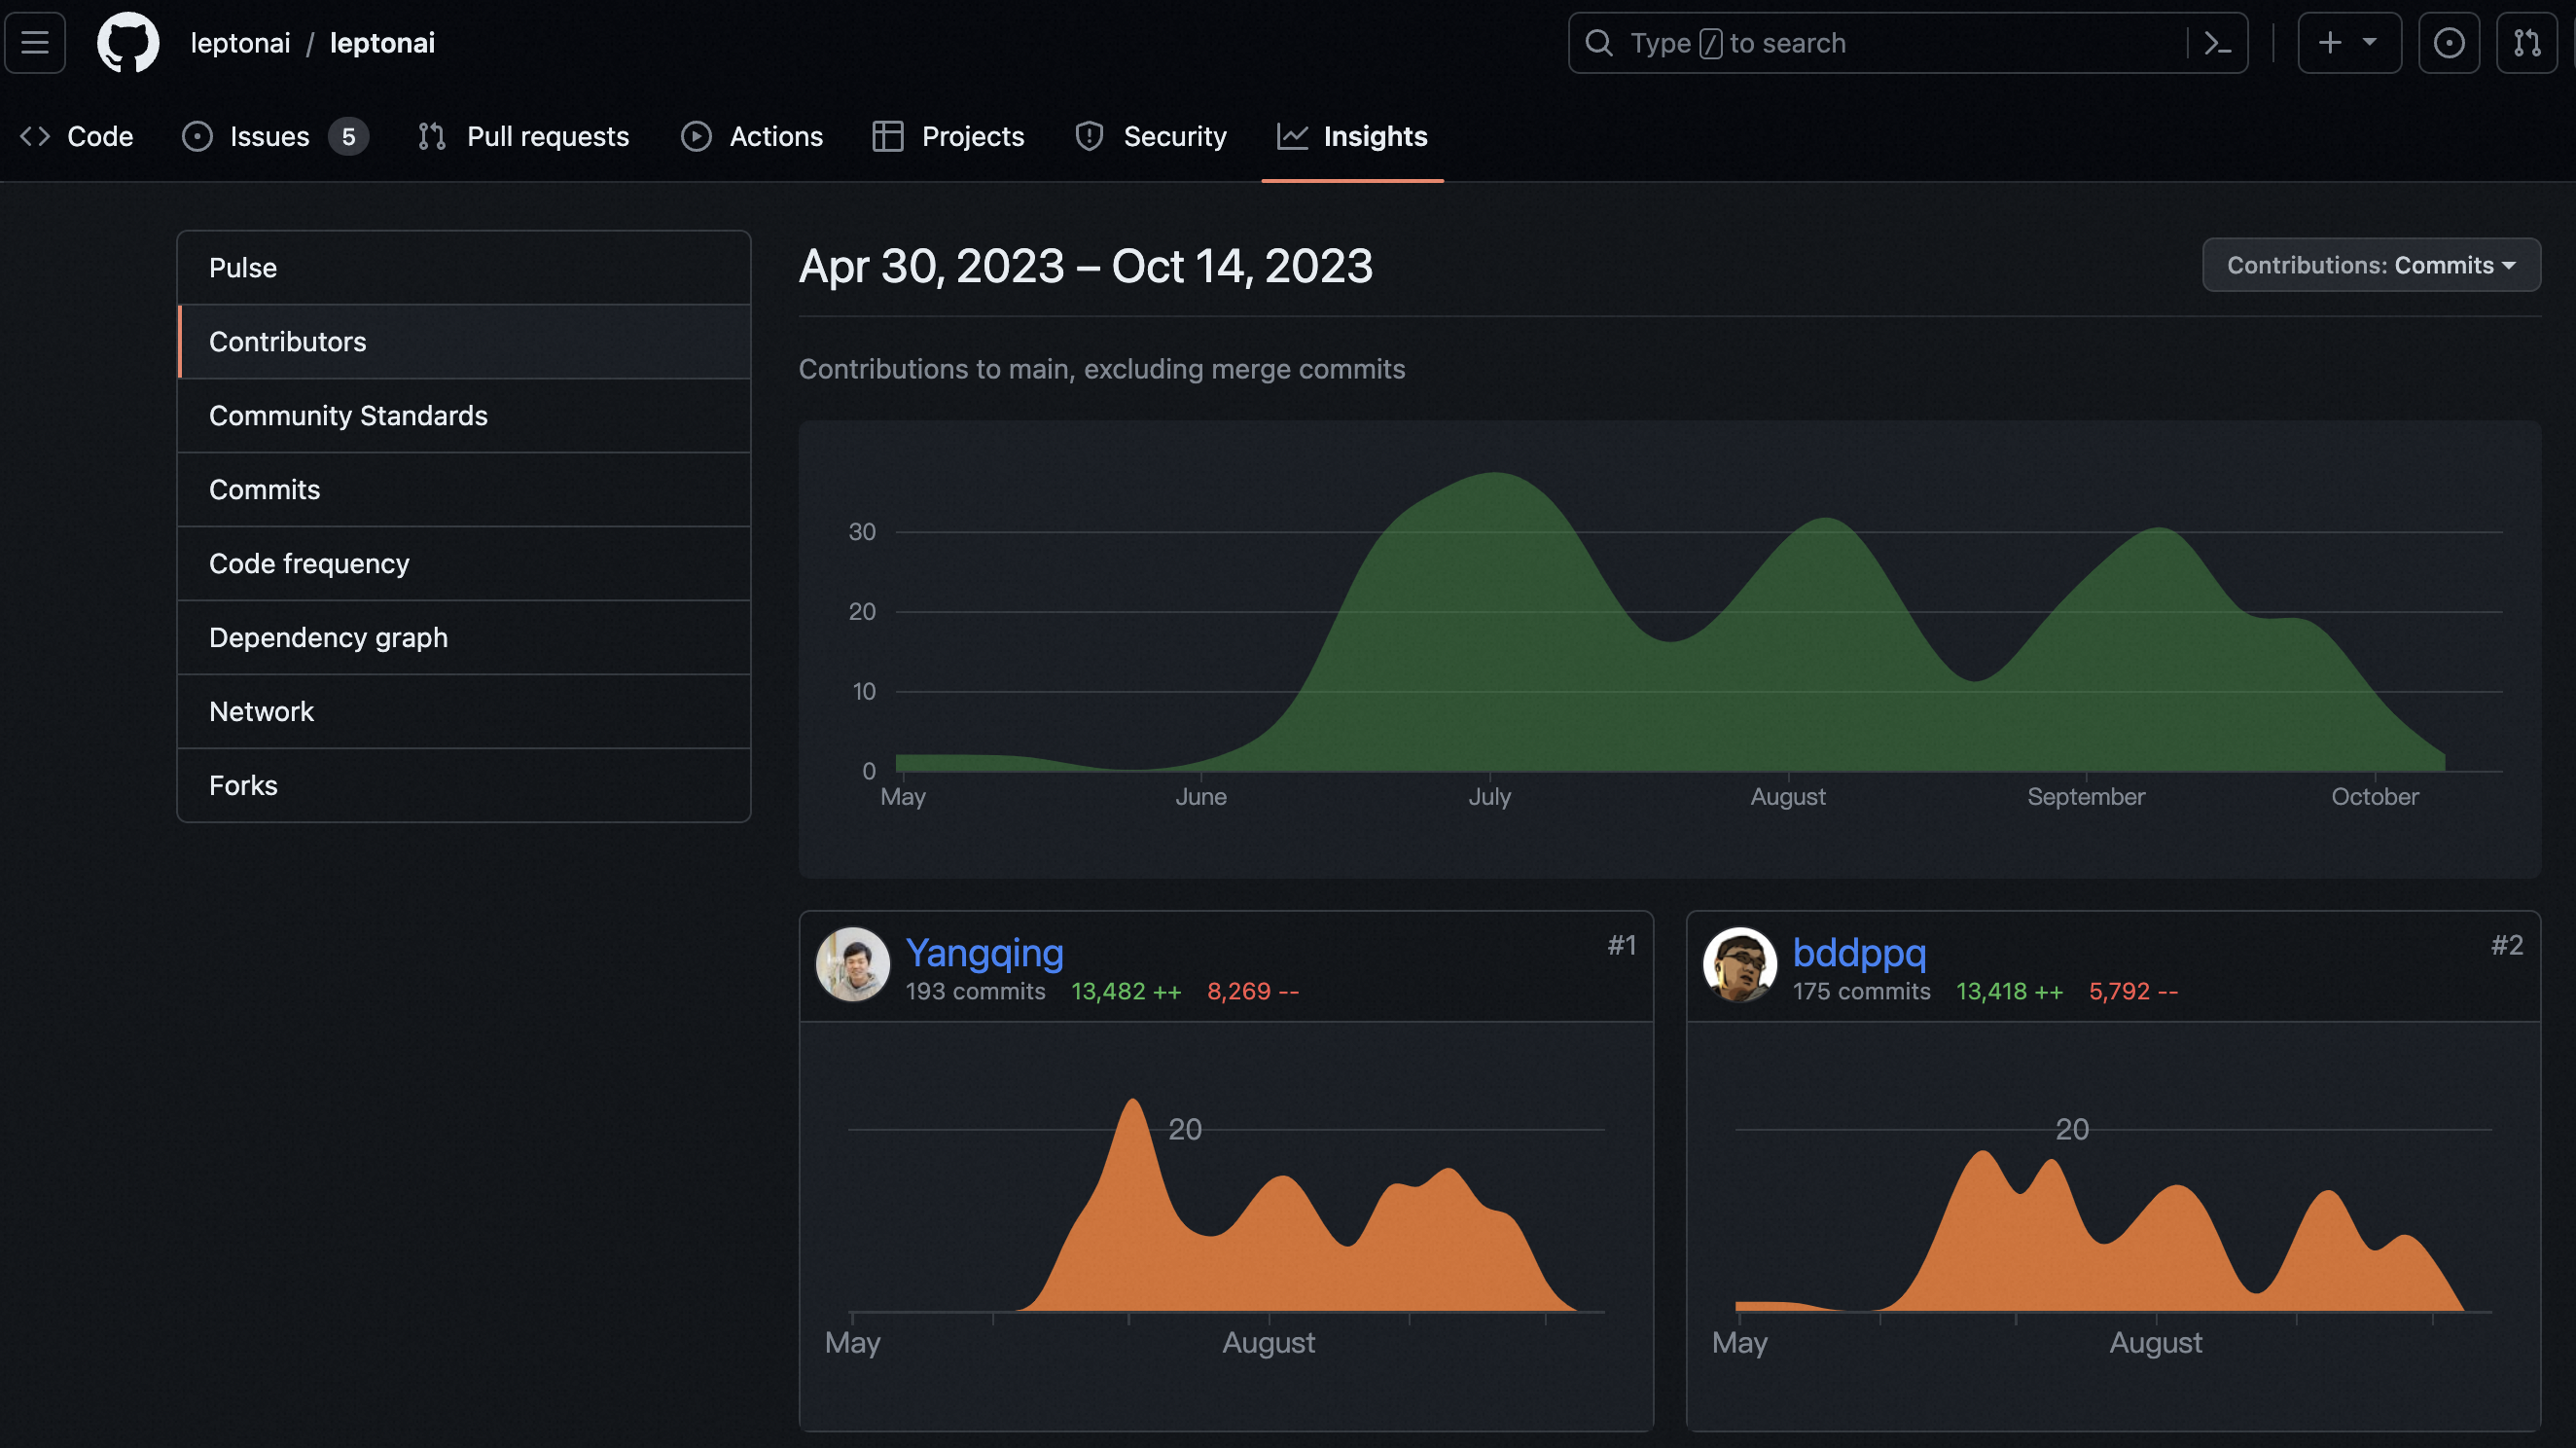 leptonai / leptonai
Type / to search
Code
Issues 5
Pull requests
Actions
Projects
Security
Insights
Pulse
Contributors
Community Standards
Commits
Code frequency
Dependency graph
Network
Forks
Apr 30, 2023 – Oct 14, 2023
Contributions: Commits
Contributions to main, excluding merge commits
30
20
10
0
May June July August September October
Yangqing #1
193 commits 13,482 ++ 8,269 --
20
May August
bddppq #2
175 commits 13,418 ++ 5,792 --
20
May August